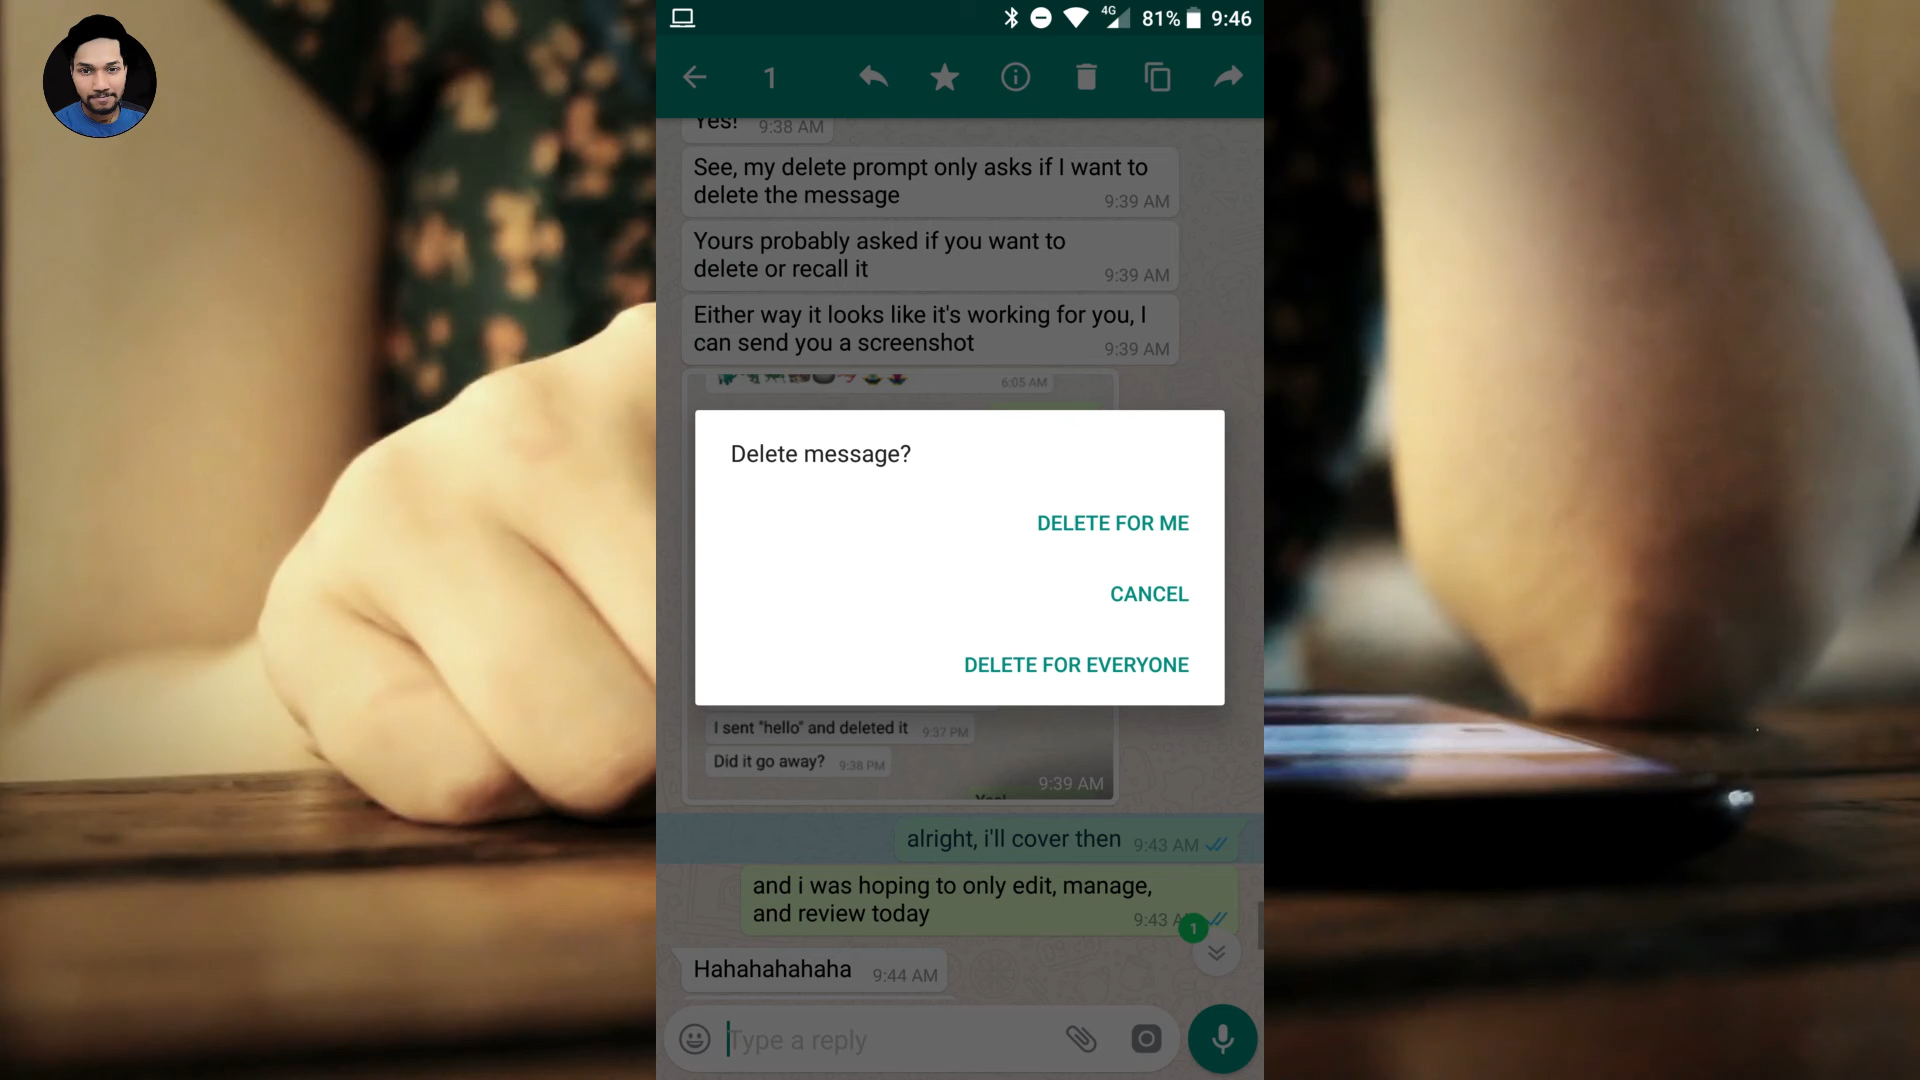 4G 81% 9:46
1
Yes! 9:38 AM
See, my delete prompt only asks if I want to
delete the message 9:39 AM
Yours probably asked if you want to
delete or recall it 9:39 AM
Either way it looks like it's working for you, I
can send you a screenshot 9:39 AM
6:05 AM
Delete message?
DELETE FOR ME
CANCEL
DELETE FOR EVERYONE
I sent "hello" and deleted it 9:37 PM
Did it go away? 9:38 PM
9:39 AM
Yes!
alright, i'll cover then 9:43 AM
and i was hoping to only edit, manage,
and review today 9:43 A
1
Hahahahahaha 9:44 AM
Type a reply